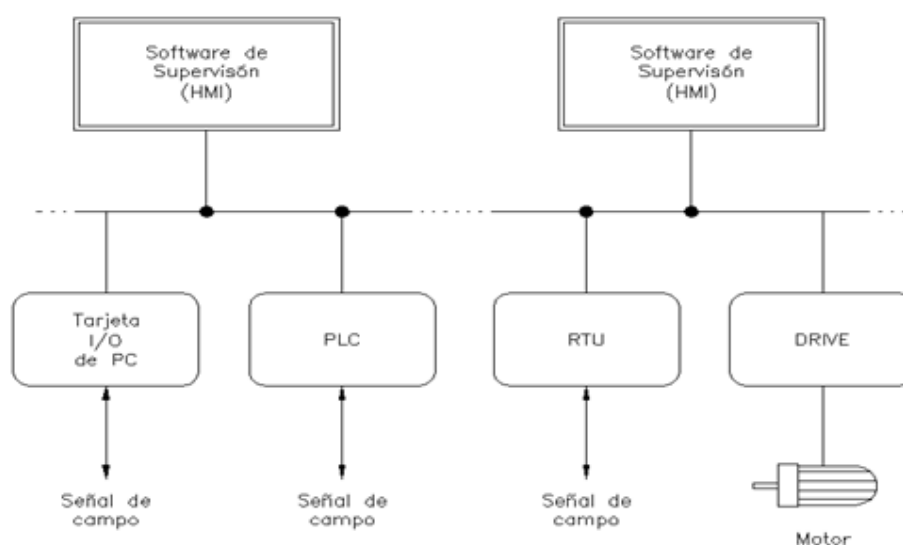 Software de
Supervisón
(HMI)
Software de
Supervisón
(HMI)
Tarjeta
I/O
de PC
PLC
RTU
DRIVE
Señal de
campo
Señal de
campo
Señal de
campo
Motor